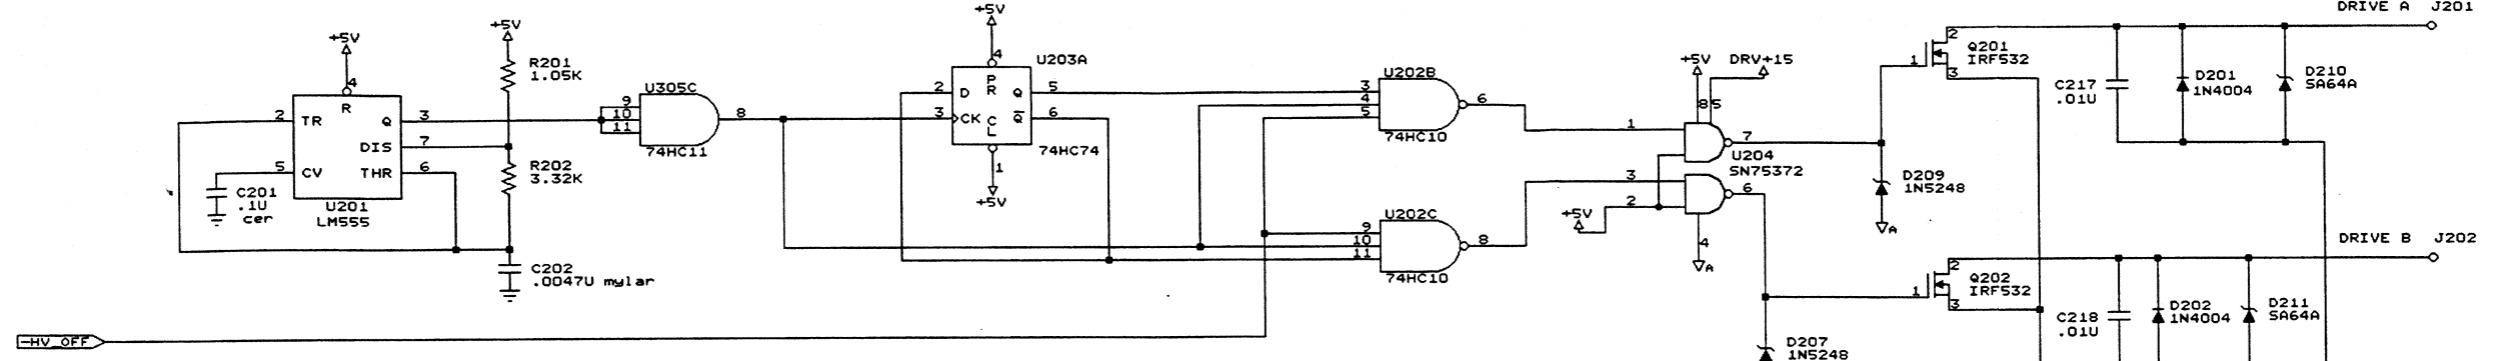 DRIVE A J201
+5V
+5V
+5V
R201
1.05K
4
R
2
TR
Q
3
DIS
7
5
CV
THR
6
C201
.1U
cer
U201
LM555
R202
3.32K
C202
.0047U mylar
U305C
9
10
11
8
74HC11
4
U203A
PR
2
D
Q
5
3
CK
CL
Q
6
74HC74
1
+5V
U202B
3
4
5
6
74HC10
U202C
9
10
11
8
74HC10
+5V
DRV+15
8
5
1
7
U204
SN75372
3
6
+5V
2
4
A
D209
1N5248
A
2
1
Q201
IRF532
3
C217
.01U
D201
1N4004
D210
SA64A
DRIVE B J202
2
1
Q202
IRF532
3
C218
.01U
D202
1N4004
D211
SA64A
D207
1N5248
-HV_OFF